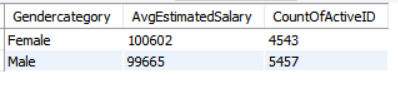 Gendercategory AvgEstimatedSalary CountOfActiveID
Female 100602 4543
Male 99665 5457